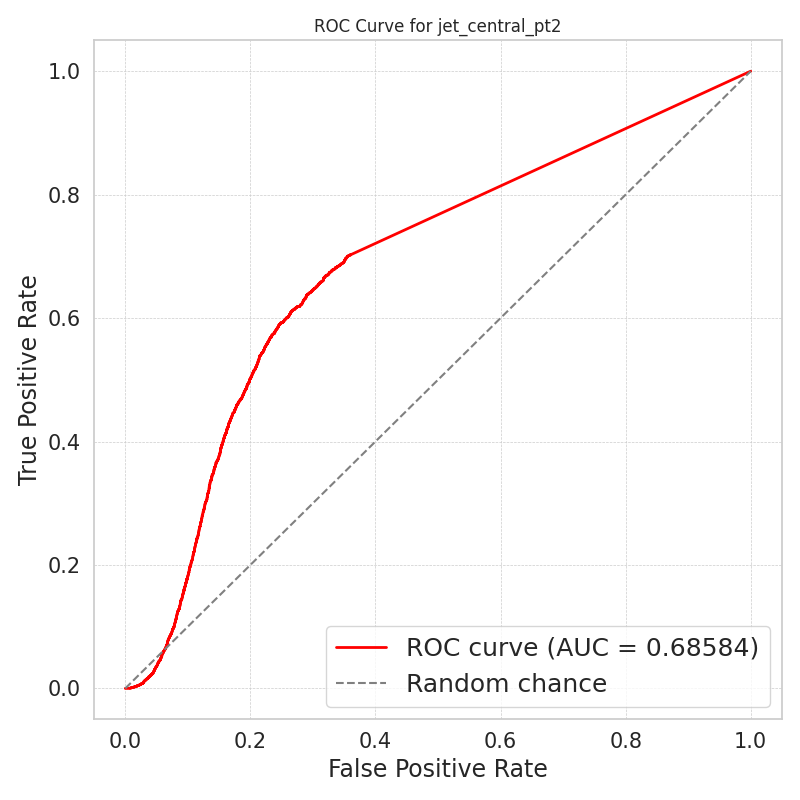 ROC Curve for jet_central_pt2
1.0
0.8
0.6
0.4
0.2
0.0
True Positive Rate
ROC curve (AUC = 0.68584)
Random chance
0.0 0.2 0.4 0.6 0.8 1.0
False Positive Rate